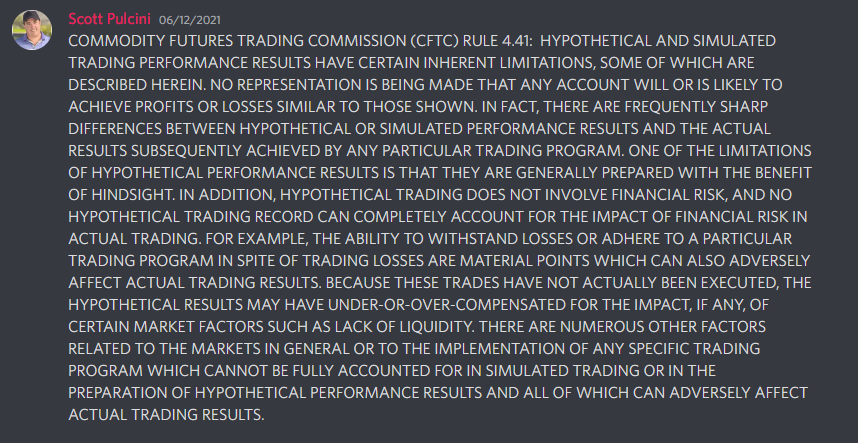 Scott Pulcini 06/12/2021
COMMODITY FUTURES TRADING COMMISSION (CFTC) RULE 4.41:  HYPOTHETICAL AND SIMULATED
TRADING PERFORMANCE RESULTS HAVE CERTAIN INHERENT LIMITATIONS, SOME OF WHICH ARE
DESCRIBED HEREIN. NO REPRESENTATION IS BEING MADE THAT ANY ACCOUNT WILL OR IS LIKELY TO
ACHIEVE PROFITS OR LOSSES SIMILAR TO THOSE SHOWN. IN FACT, THERE ARE FREQUENTLY SHARP
DIFFERENCES BETWEEN HYPOTHETICAL OR SIMULATED PERFORMANCE RESULTS AND THE ACTUAL
RESULTS SUBSEQUENTLY ACHIEVED BY ANY PARTICULAR TRADING PROGRAM. ONE OF THE LIMITATIONS
OF HYPOTHETICAL PERFORMANCE RESULTS IS THAT THEY ARE GENERALLY PREPARED WITH THE BENEFIT
OF HINDSIGHT. IN ADDITION, HYPOTHETICAL TRADING DOES NOT INVOLVE FINANCIAL RISK, AND NO
HYPOTHETICAL TRADING RECORD CAN COMPLETELY ACCOUNT FOR THE IMPACT OF FINANCIAL RISK IN
ACTUAL TRADING. FOR EXAMPLE, THE ABILITY TO WITHSTAND LOSSES OR ADHERE TO A PARTICULAR
TRADING PROGRAM IN SPITE OF TRADING LOSSES ARE MATERIAL POINTS WHICH CAN ALSO ADVERSELY
AFFECT ACTUAL TRADING RESULTS. BECAUSE THESE TRADES HAVE NOT ACTUALLY BEEN EXECUTED, THE
HYPOTHETICAL RESULTS MAY HAVE UNDER-OR-OVER-COMPENSATED FOR THE IMPACT, IF ANY, OF
CERTAIN MARKET FACTORS SUCH AS LACK OF LIQUIDITY. THERE ARE NUMEROUS OTHER FACTORS
RELATED TO THE MARKETS IN GENERAL OR TO THE IMPLEMENTATION OF ANY SPECIFIC TRADING
PROGRAM WHICH CANNOT BE FULLY ACCOUNTED FOR IN SIMULATED TRADING OR IN THE
PREPARATION OF HYPOTHETICAL PERFORMANCE RESULTS AND ALL OF WHICH CAN ADVERSELY AFFECT
ACTUAL TRADING RESULTS.